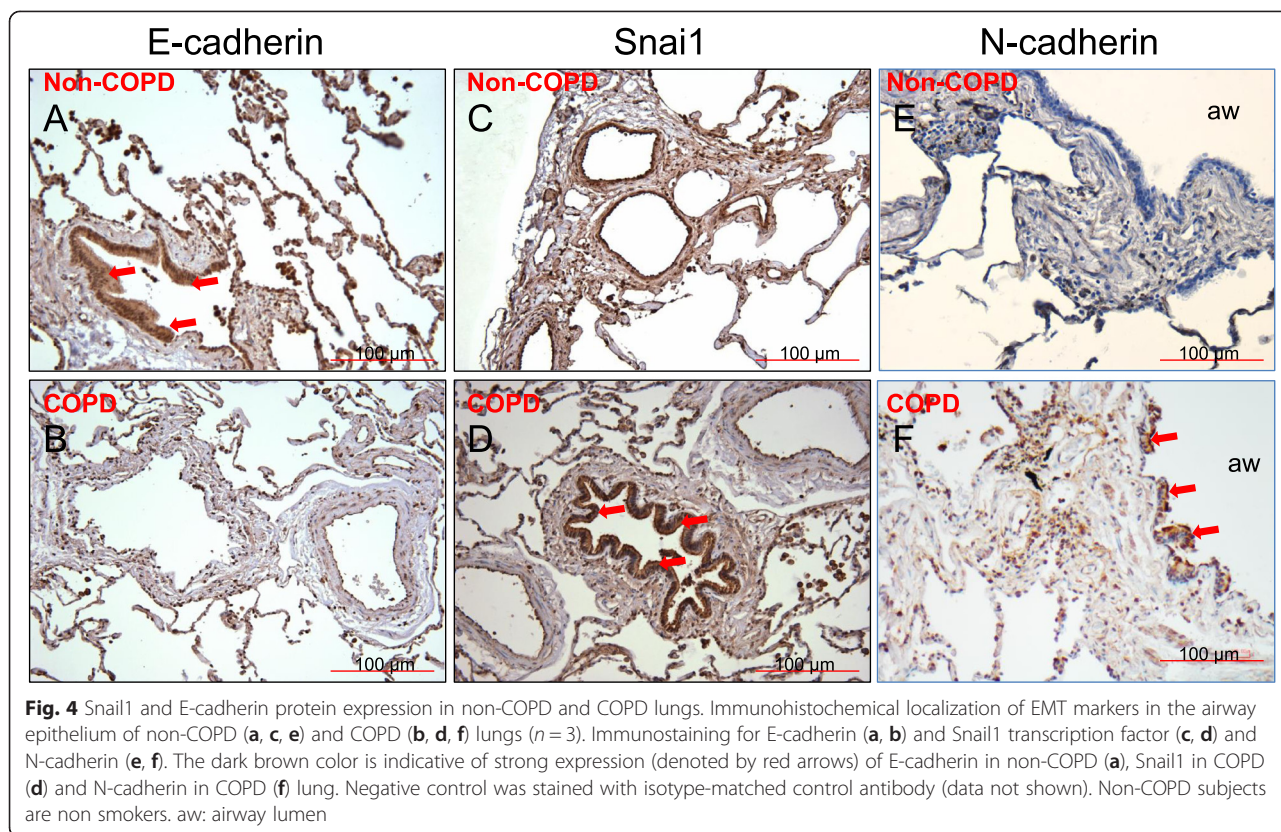 E-cadherin Snai1 N-cadherin
Non-COPD Non-COPD Non-COPD
A C E aw
100 µm 100 µm 100 µm
COPD COPD COPD
B D F aw
100 µm 100 µm 100 µm
Fig. 4 Snail1 and E-cadherin protein expression in non-COPD and COPD lungs. Immunohistochemical localization of EMT markers in the airway
epithelium of non-COPD (a, c, e) and COPD (b, d, f) lungs (n = 3). Immunostaining for E-cadherin (a, b) and Snail1 transcription factor (c, d) and
N-cadherin (e, f). The dark brown color is indicative of strong expression (denoted by red arrows) of E-cadherin in non-COPD (a), Snail1 in COPD
(d) and N-cadherin in COPD (f) lung. Negative control was stained with isotype-matched control antibody (data not shown). Non-COPD subjects
are non smokers. aw: airway lumen